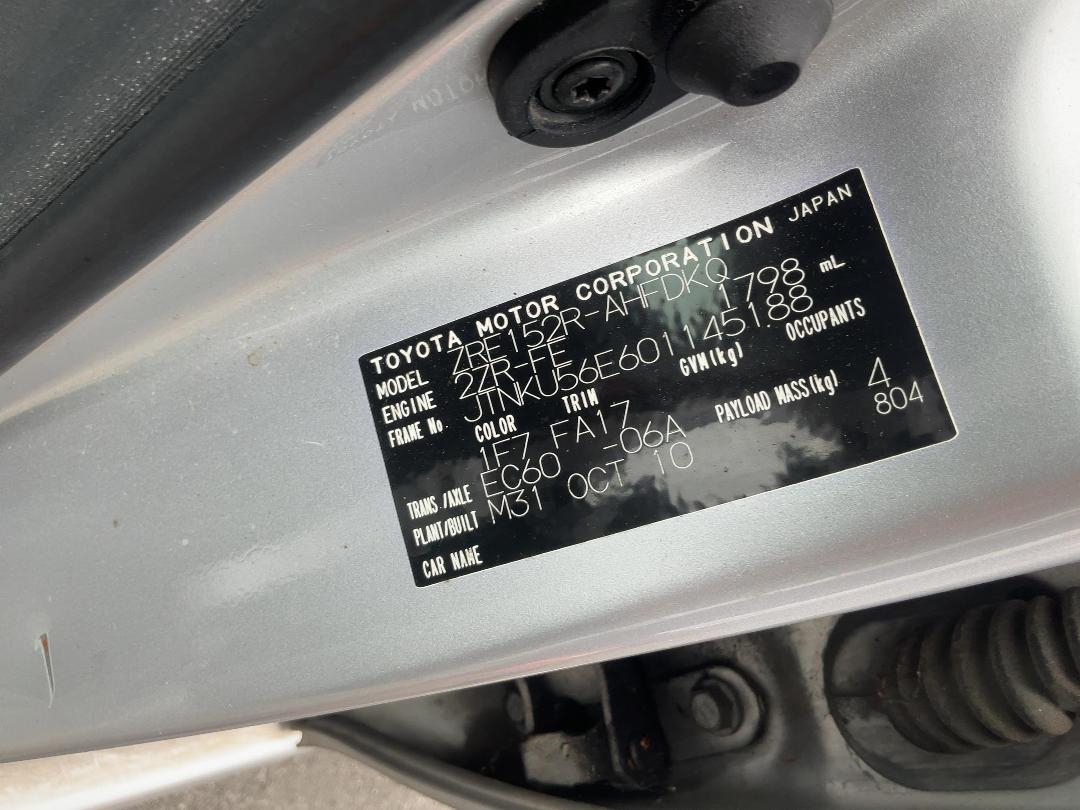 TOYOTA MOTOR CORPORATION JAPAN
MODEL ZRE152R-AHFDKQ
ENGINE 2ZR-FE 1798 mL
FRAME No. JTNKU56E601145188
COLOR TRIM GVM(kg) OCCUPANTS
1F7 FA17 4
TRANS/AXLE EC60 -06A PAYLOAD MASS(kg) 804
PLANT/BUILT M31 OCT 10
CAR NAME